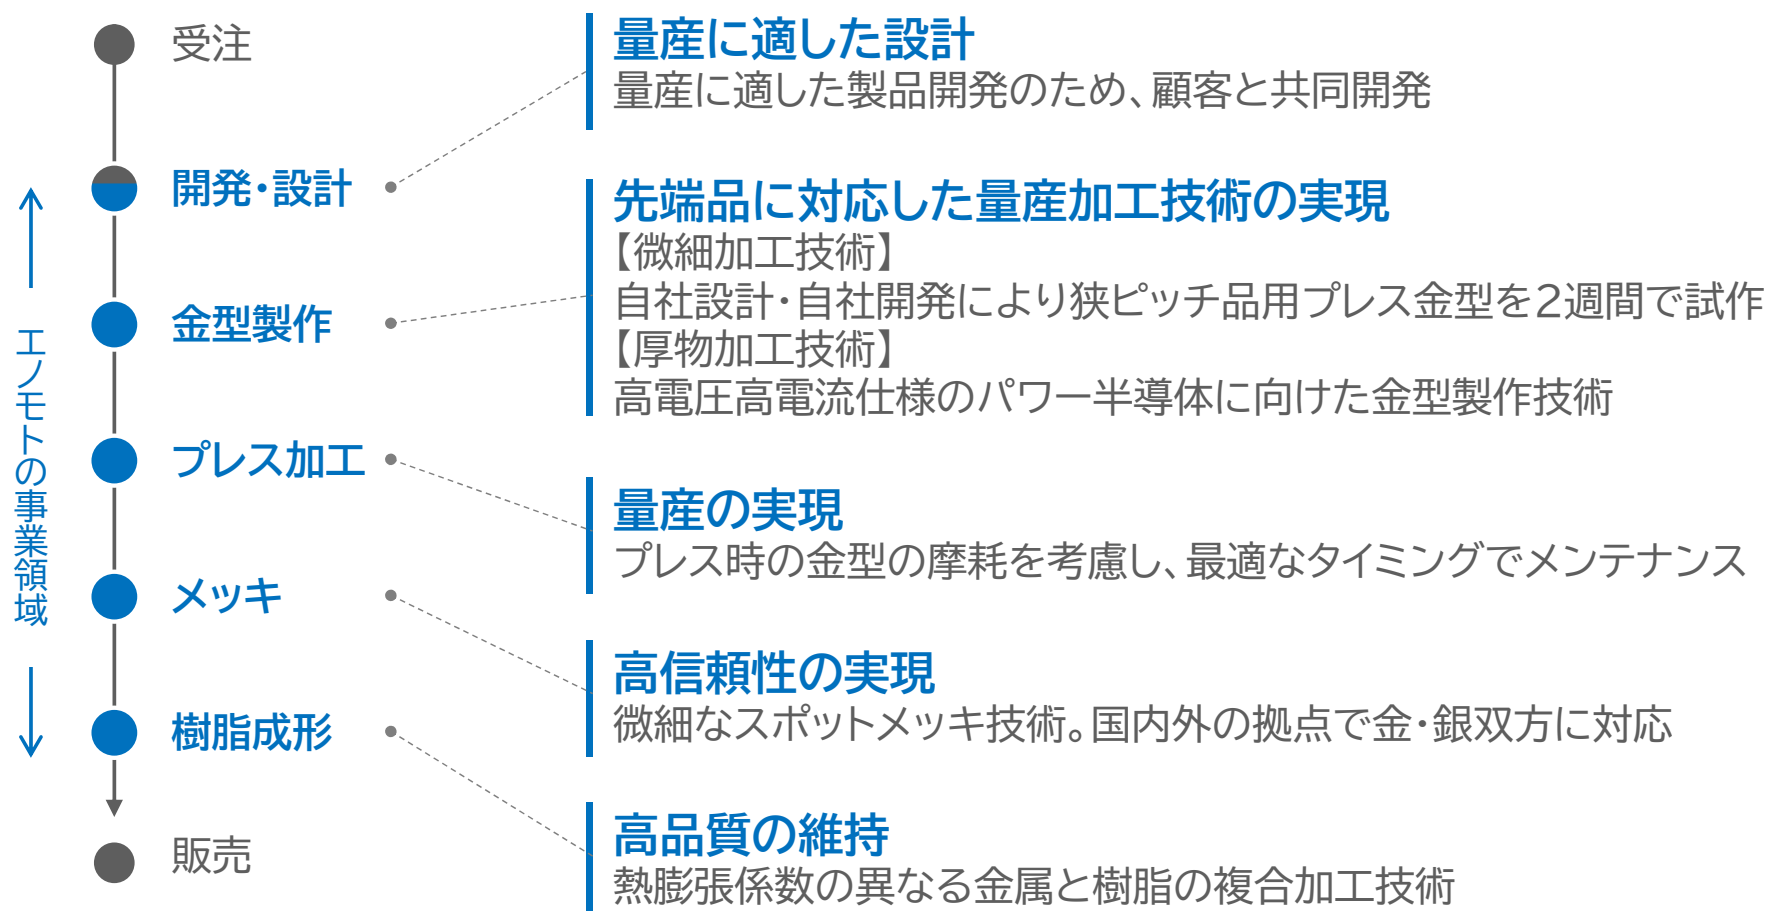 受注
開発・設計
金型製作
プレス加工
メッキ
樹脂成形
販売
エノモトの事業領域
量産に適した設計
量産に適した製品開発のため、顧客と共同開発
先端品に対応した量産加工技術の実現
【微細加工技術】
自社設計・自社開発により狭ピッチ品用プレス金型を2週間で試作
【厚物加工技術】
高電圧高電流仕様のパワー半導体に向けた金型製作技術
量産の実現
プレス時の金型の摩耗を考慮し、最適なタイミングでメンテナンス
高信頼性の実現
微細なスポットメッキ技術。国内外の拠点で金・銀双方に対応
高品質の維持
熱膨張係数の異なる金属と樹脂の複合加工技術